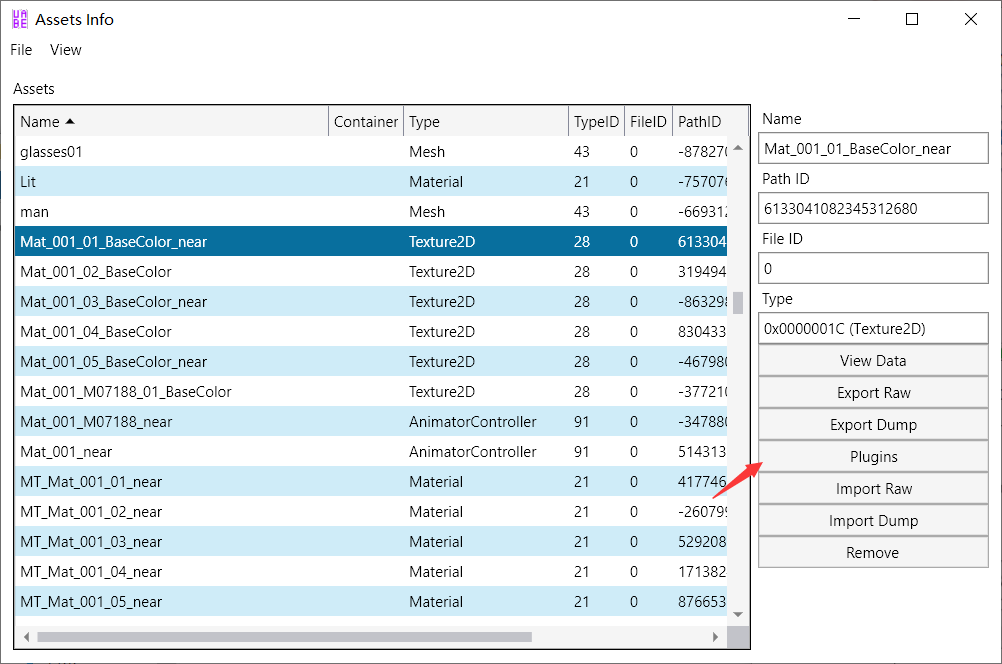 UABE Assets Info
File View
Assets
Name Container Type TypeID FileID PathID
glasses01 Mesh 43 0 -878270
Lit Material 21 0 -757076
man Mesh 43 0 -669312
Mat_001_01_BaseColor_near Texture2D 28 0 613304
Mat_001_02_BaseColor Texture2D 28 0 319494
Mat_001_03_BaseColor_near Texture2D 28 0 -863298
Mat_001_04_BaseColor Texture2D 28 0 830433
Mat_001_05_BaseColor_near Texture2D 28 0 -467980
Mat_001_M07188_01_BaseColor Texture2D 28 0 -377210
Mat_001_M07188_near AnimatorController 91 0 -347880
Mat_001_near AnimatorController 91 0 514313
MT_Mat_001_01_near Material 21 0 417746
MT_Mat_001_02_near Material 21 0 -260799
MT_Mat_001_03_near Material 21 0 529208
MT_Mat_001_04_near Material 21 0 171382
MT_Mat_001_05_near Material 21 0 876653
Name
Mat_001_01_BaseColor_near
Path ID
6133041082345312680
File ID
0
Type
0x0000001C (Texture2D)
View Data
Export Raw
Export Dump
Plugins
Import Raw
Import Dump
Remove